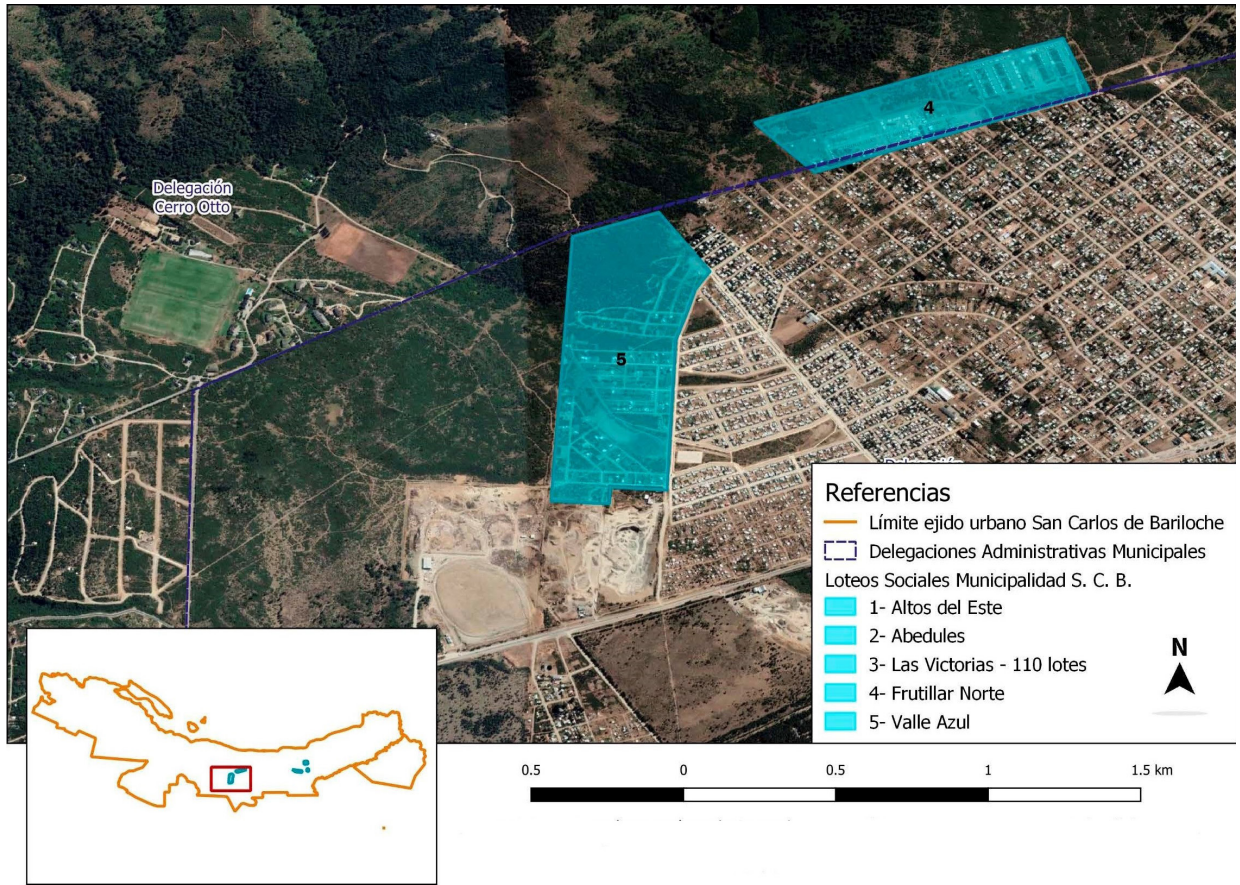 4
Delegación
Cerro Otto
5
Delegación
Referencias
Límite ejido urbano San Carlos de Bariloche
Delegaciones Administrativas Municipales
Loteos Sociales Municipalidad S. C. B.
1- Altos del Este
2- Abedules
3- Las Victorias - 110 lotes
4- Frutillar Norte
5- Valle Azul
N
0.5 0 0.5 1 1.5 km